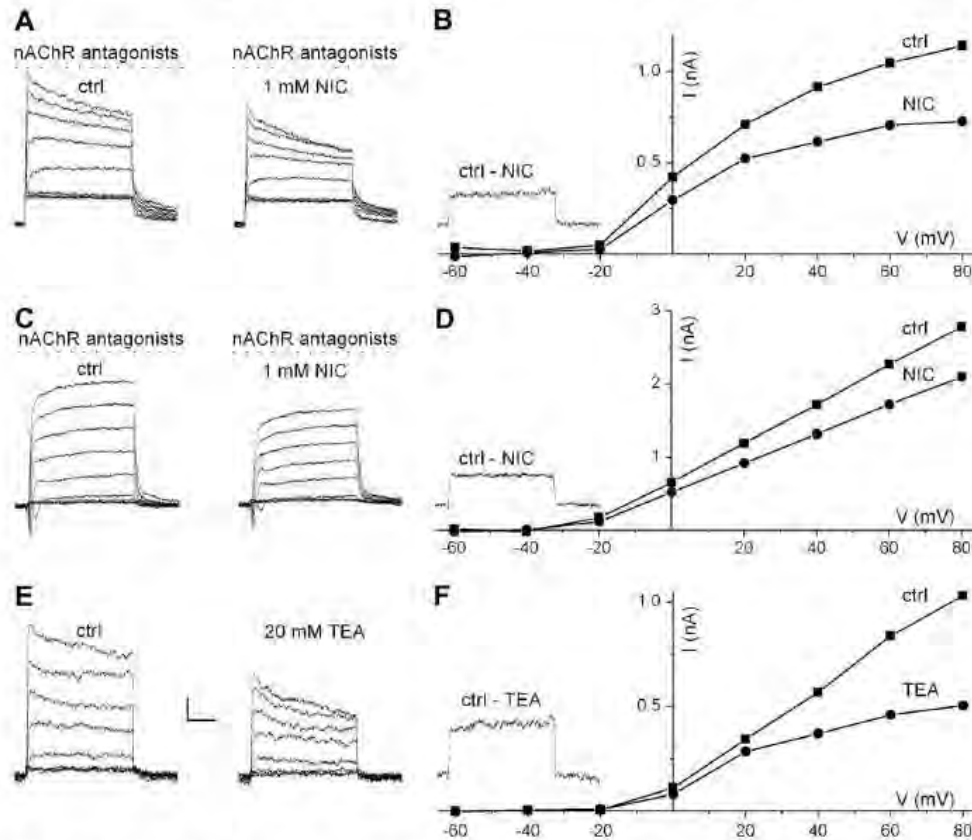 A
nAChR antagonists
ctrl
nAChR antagonists
1 mM NIC
B
I (nA)
ctrl
NIC
1.0
0.5
ctrl - NIC
V (mV)
-60 -40 -20 0 20 40 60 80
C
nAChR antagonists
ctrl
nAChR antagonists
1 mM NIC
D
I (nA)
ctrl
NIC
3
2
1
ctrl - NIC
V (mV)
-60 -40 -20 0 20 40 60 80
E
ctrl
20 mM TEA
F
I (nA)
ctrl
TEA
1.0
0.5
ctrl - TEA
V (mV)
-60 -40 -20 0 20 40 60 80